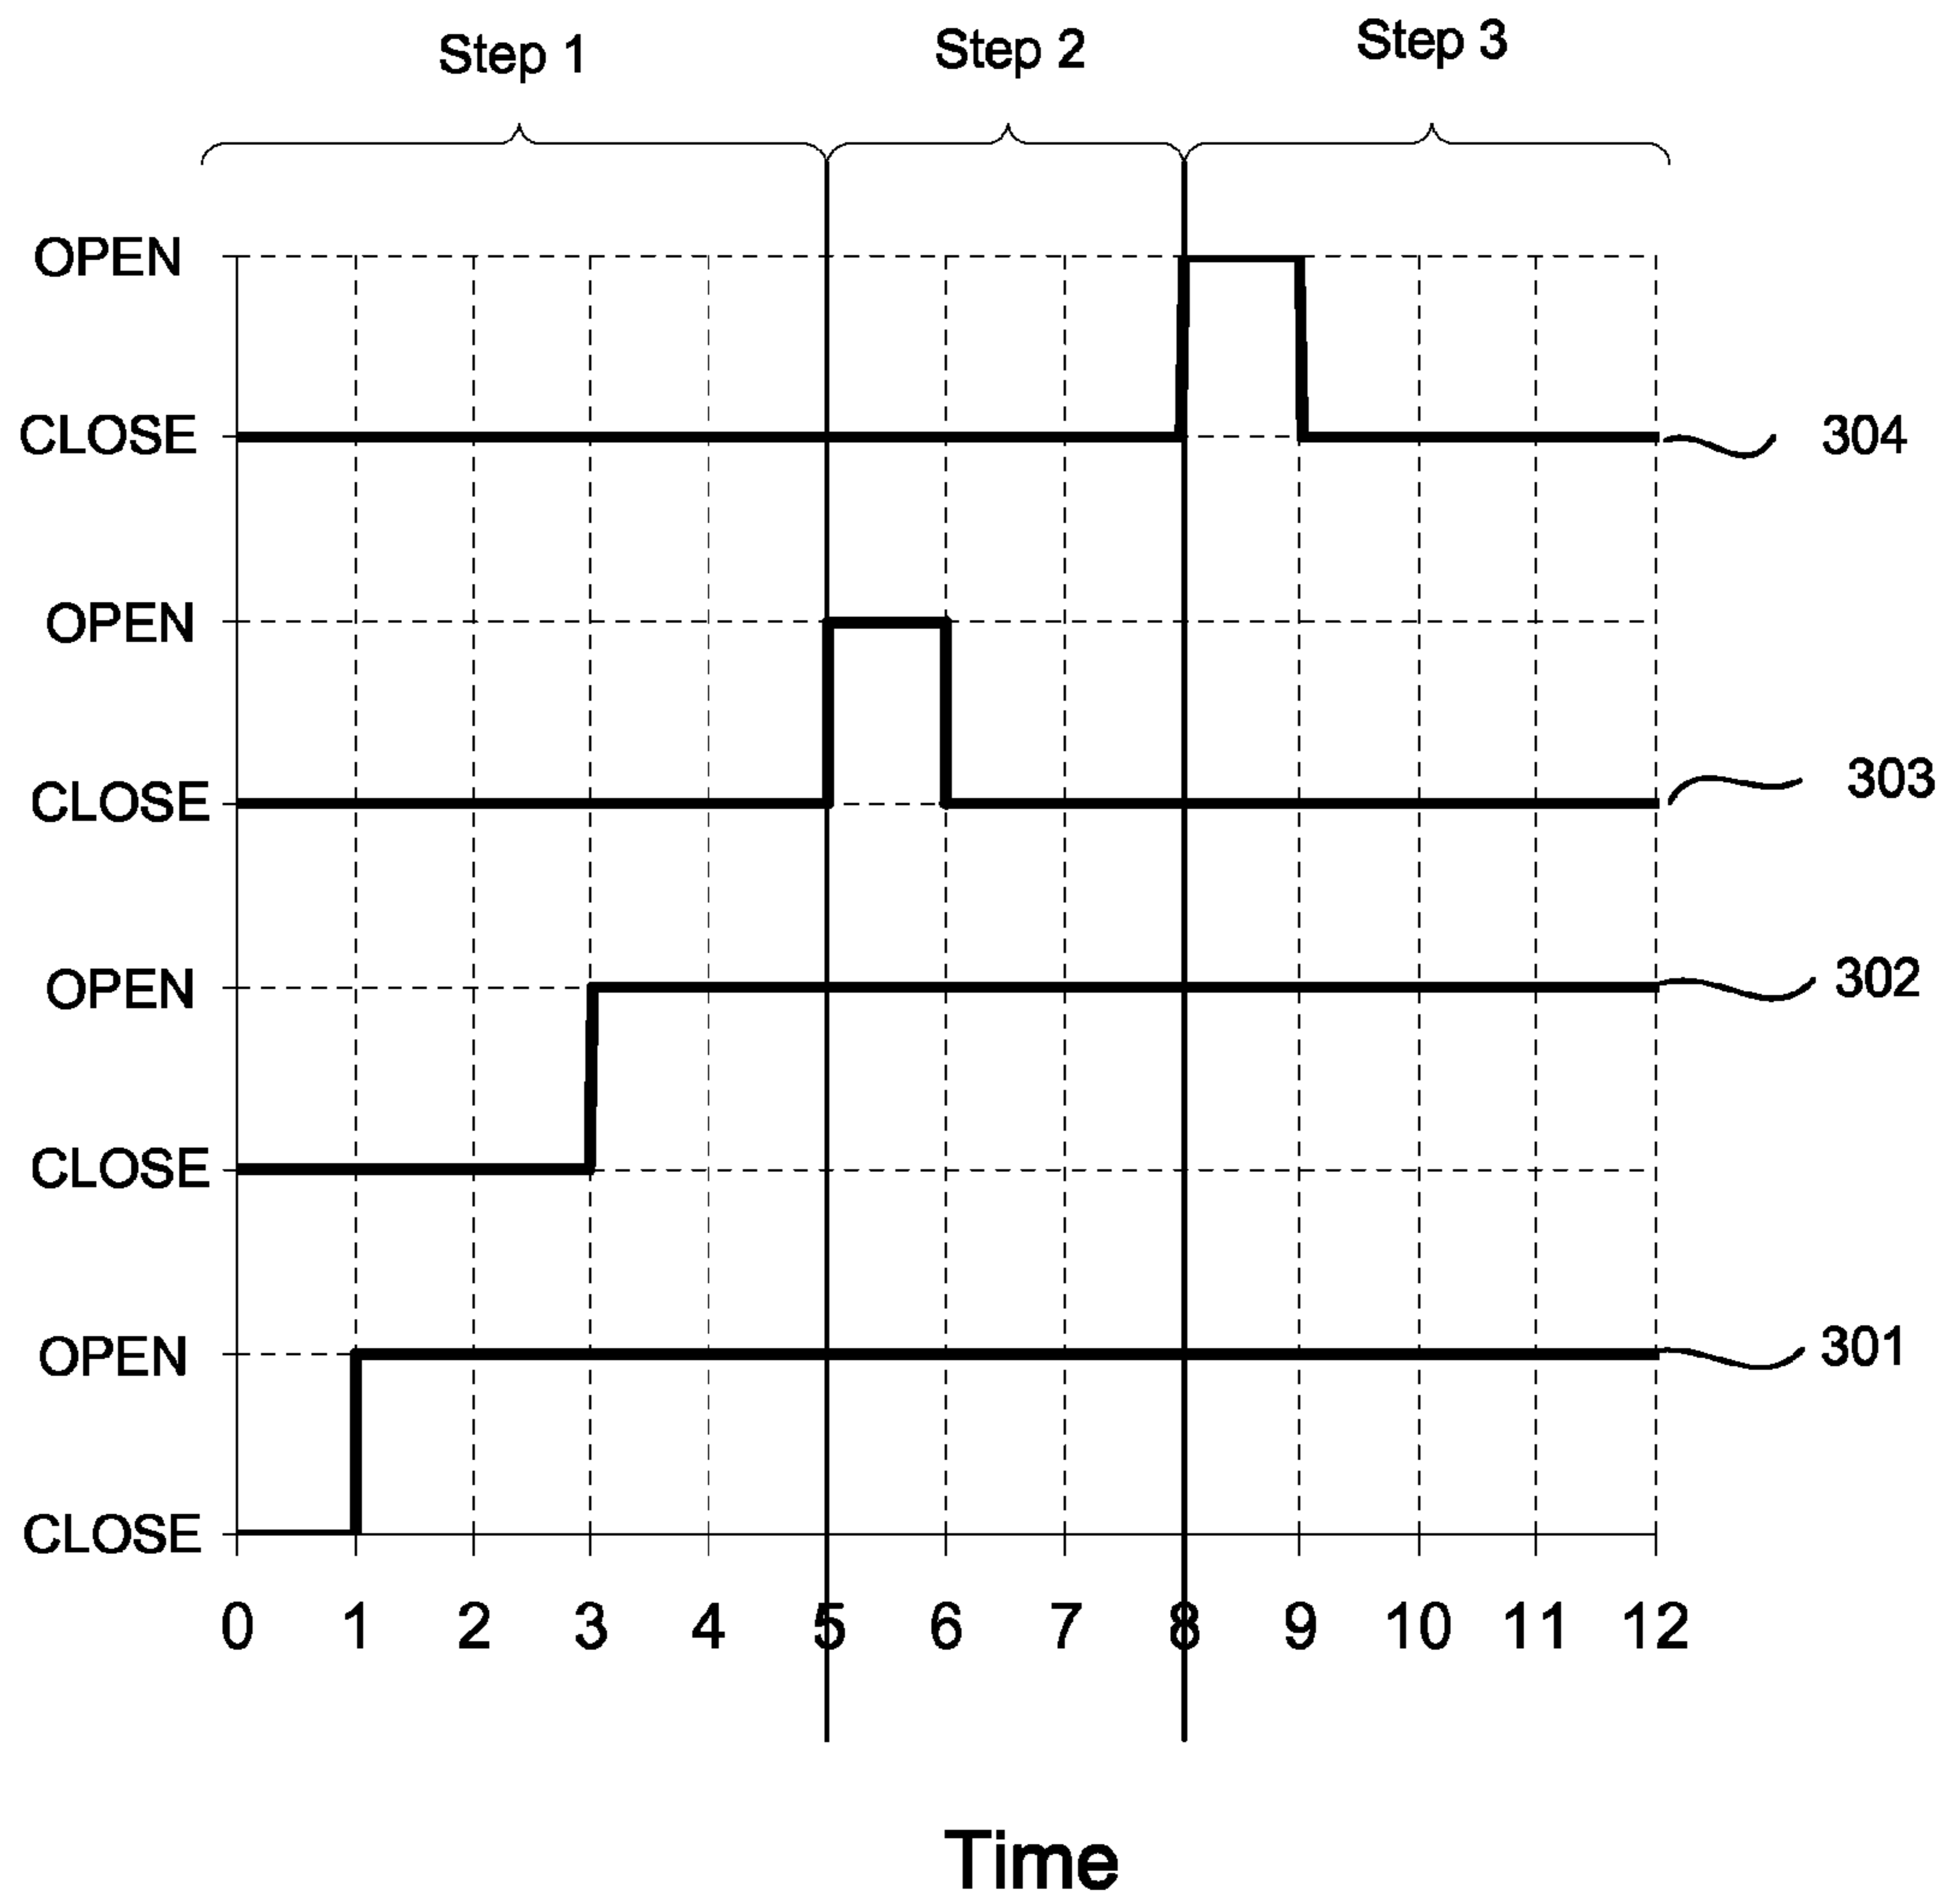 Step 1 Step 2 Step 3
OPEN
CLOSE 304
OPEN
CLOSE 303
OPEN 302
CLOSE
OPEN 301
CLOSE
0 1 2 3 4 5 6 7 8 9 10 11 12
Time